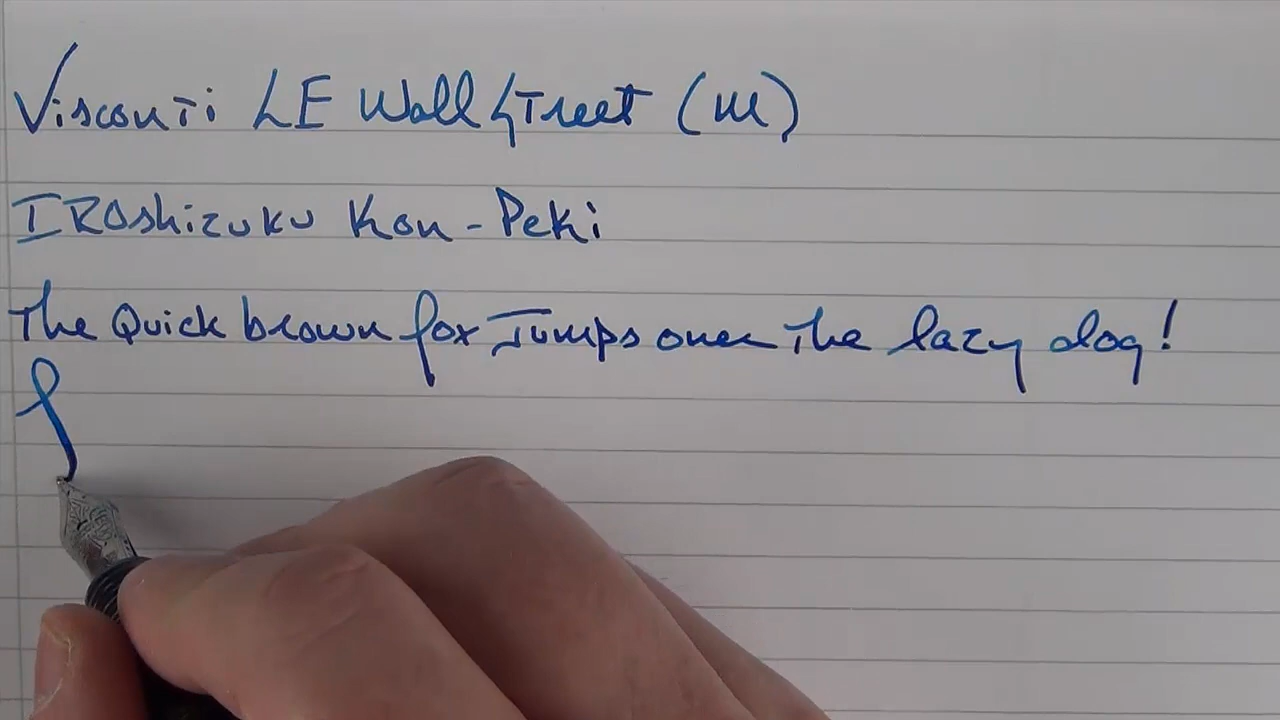 Visconti LE Wall Street (M)
IROshizuku Kon-Peki
The Quick brown fox Jumps over The lazy dog!